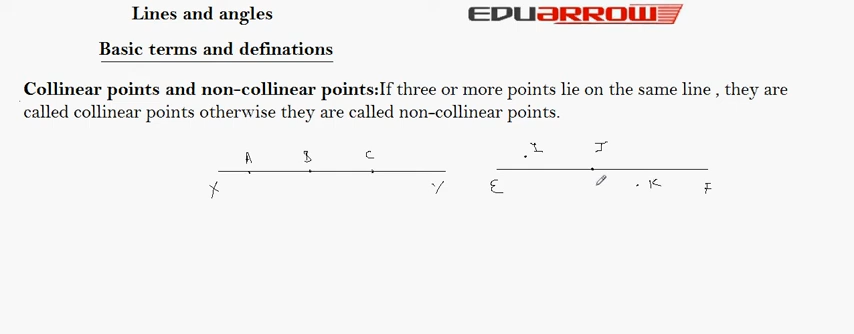 Lines and angles
EDUARROW
Basic terms and definations
Collinear points and non-collinear points:If three or more points lie on the same line , they are
called collinear points otherwise they are called non-collinear points.
A B C I J
X Y E K F